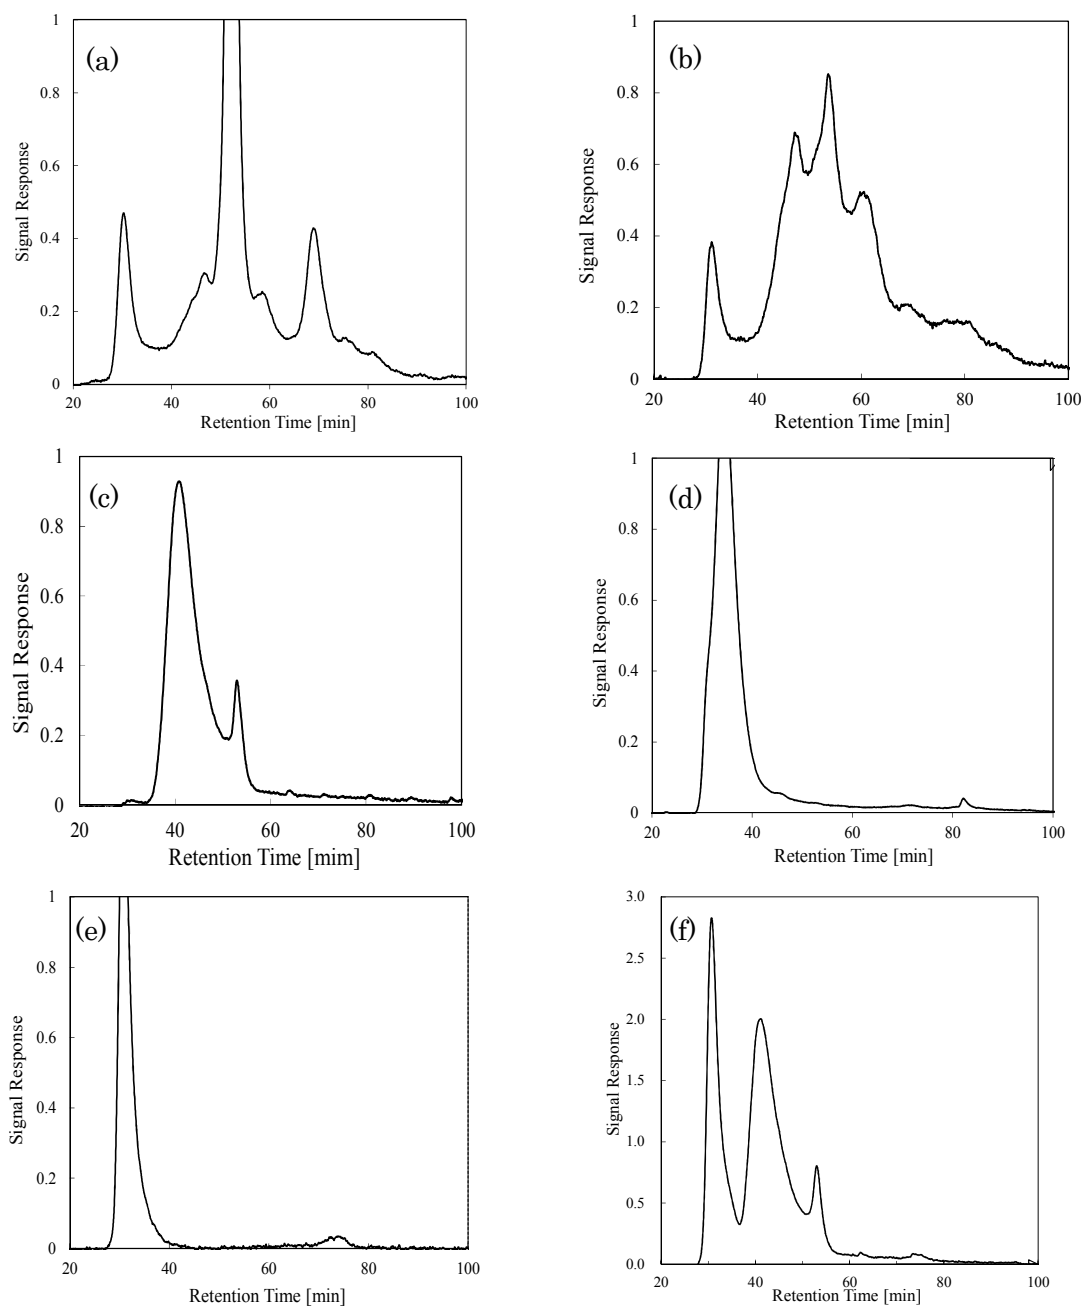 (a)
Signal Response
1
0.8
0.6
0.4
0.2
0
20 40 60 80 100
Retention Time [min]
(b)
Signal Response
1
0.8
0.6
0.4
0.2
0
20 40 60 80 100
Retention Time [min]
(c)
Signal Response
1
0.8
0.6
0.4
0.2
0
20 40 60 80 100
Retention Time [mim]
(d)
Signal Response
1
0.8
0.6
0.4
0.2
0
20 40 60 80 100
Retention Time [min]
(e)
Signal Response
1
0.8
0.6
0.4
0.2
0
20 40 60 80 100
Retention Time [min]
(f)
Signal Response
3.0
2.5
2.0
1.5
1.0
0.5
0.0
20 40 60 80 100
Retention Time [min]